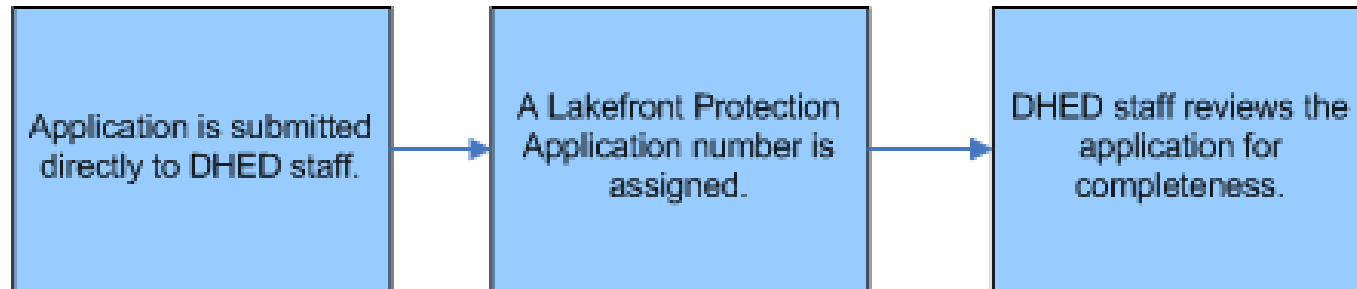 Application is submitted
directly to DHED staff.
A Lakefront Protection
Application number is
assigned.
DHED staff reviews the
application for
completeness.